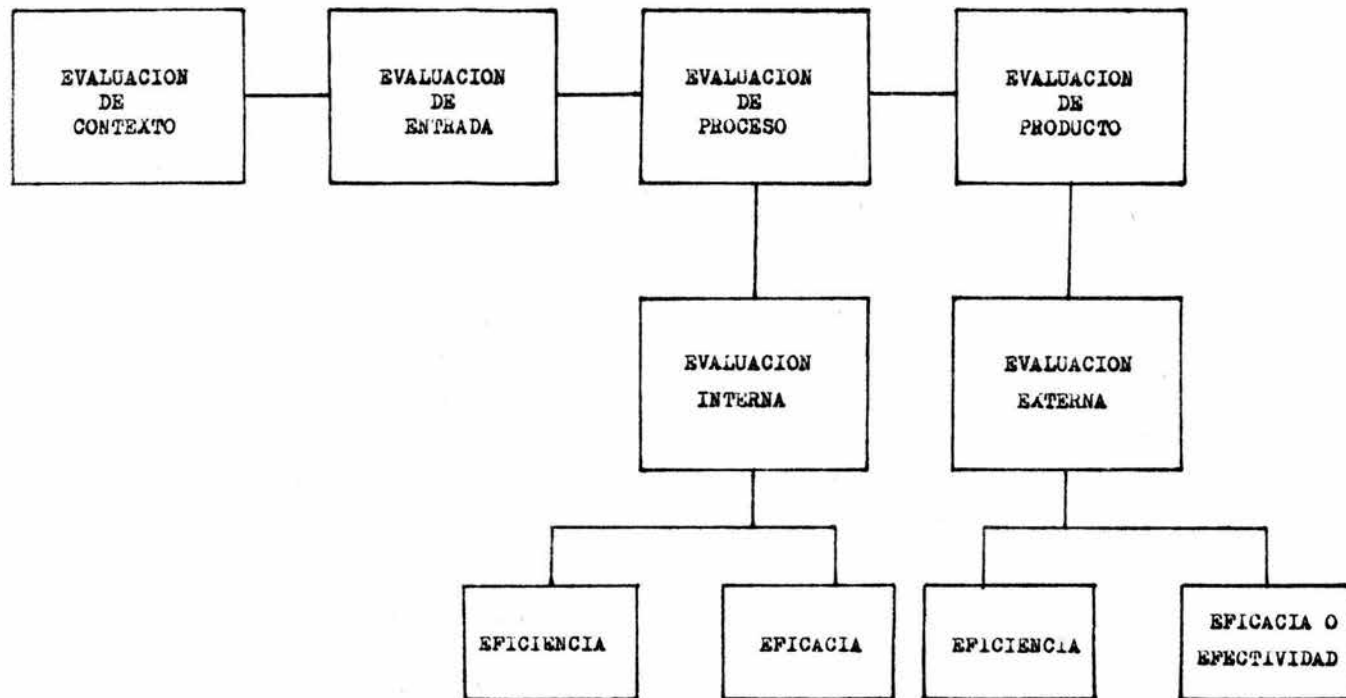 EVALUACION
DE
CONTEXTO
EVALUACION
DE
ENTRADA
EVALUACION
DE
PROCESO
EVALUACION
DE
PRODUCTO
EVALUACION
INTERNA
EVALUACION
EXTERNA
EFICIENCIA
EFICACIA
EFICIENCIA
EFICACIA O
EFECTIVIDAD